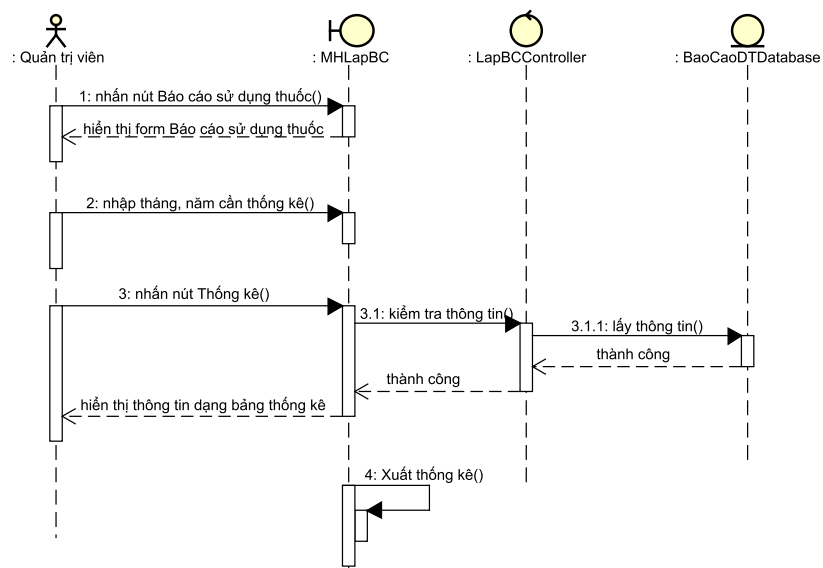 : Quản trị viên
: MHLapBC
: LapBCController
: BaoCaoDTDatabase
1: nhấn nút Báo cáo sử dụng thuốc()
hiển thị form Báo cáo sử dụng thuốc
2: nhập tháng, năm cần thống kê()
3: nhấn nút Thống kê()
3.1: kiểm tra thông tin()
3.1.1: lấy thông tin()
thành công
thành công
hiển thị thông tin dạng bảng thống kê
4: Xuất thống kê()